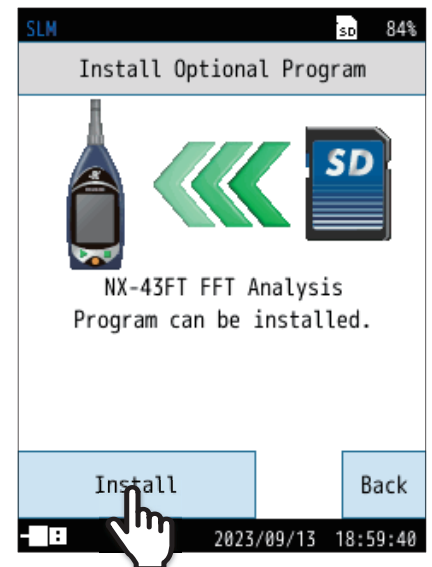 SLM SD 84%
Install Optional Program
SD
NX-43FT FFT Analysis
Program can be installed.
Install Back
2023/09/13 18:59:40